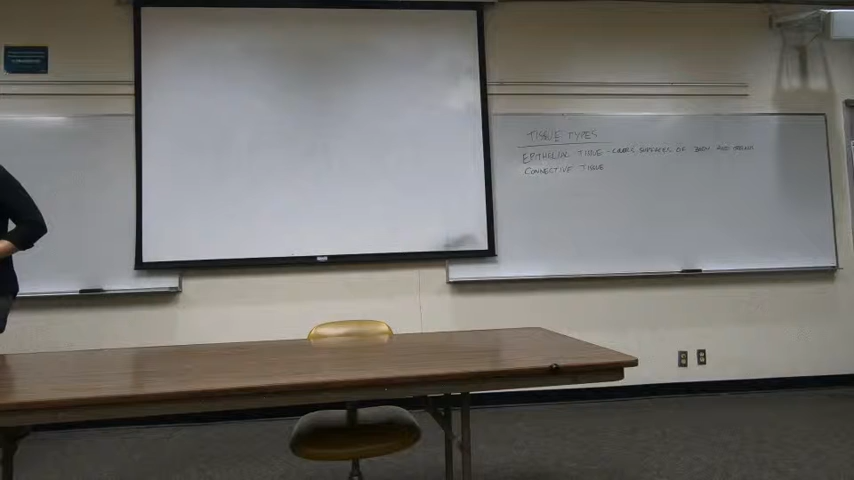 TISSUE TYPES
EPITHELIAL TISSUE - COVERS SURFACES OF BODY AND
CONNECTIVE TISSUE